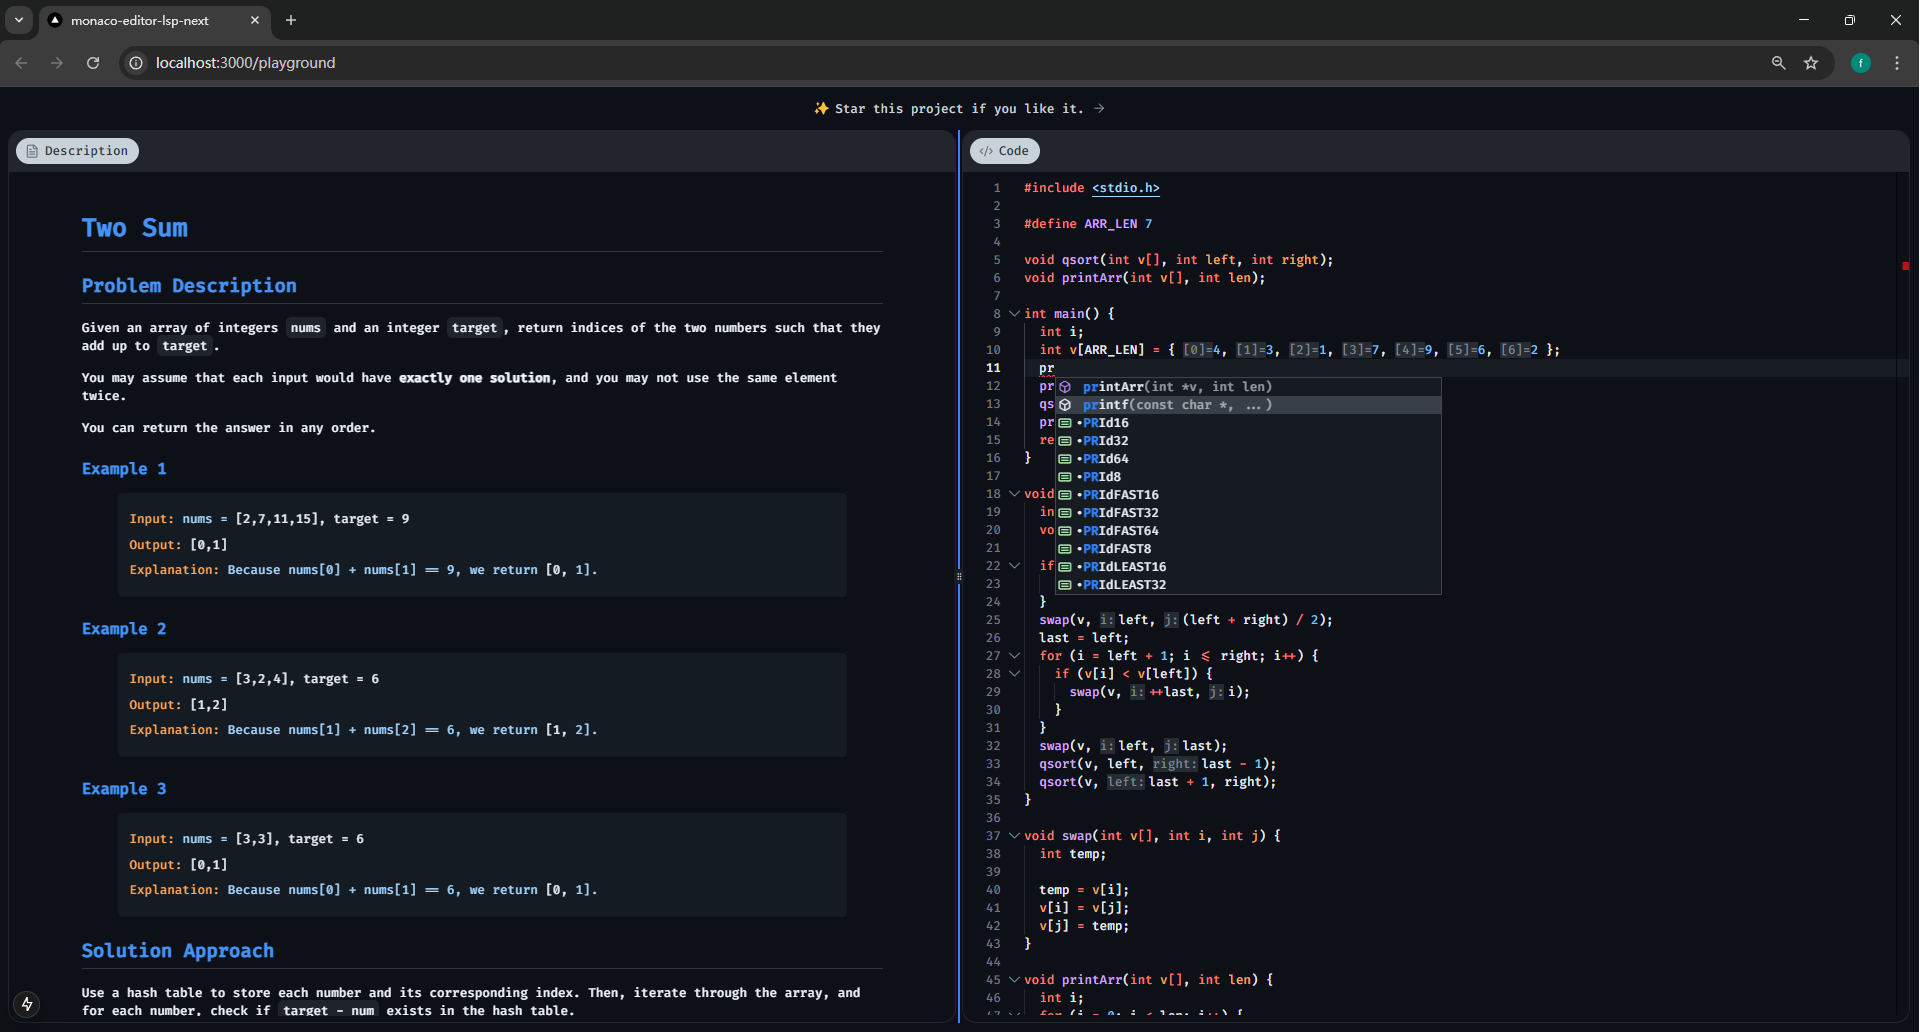 monaco-editor-lsp-next
localhost:3000/playground
f
✨ Star this project if you like it. →
Description
Two Sum
Problem Description
Given an array of integers nums and an integer target, return indices of the two numbers such that they
add up to target.
You may assume that each input would have exactly one solution, and you may not use the same element
twice.
You can return the answer in any order.
Example 1
Input: nums = [2,7,11,15], target = 9
Output: [0,1]
Explanation: Because nums[0] + nums[1] == 9, we return [0, 1].
Example 2
Input: nums = [3,2,4], target = 6
Output: [1,2]
Explanation: Because nums[1] + nums[2] == 6, we return [1, 2].
Example 3
Input: nums = [3,3], target = 6
Output: [0,1]
Explanation: Because nums[0] + nums[1] == 6, we return [0, 1].
Solution Approach
Use a hash table to store each number and its corresponding index. Then, iterate through the array, and
for each number, check if target - num exists in the hash table.
</> Code
1 #include <stdio.h>
2
3 #define ARR_LEN 7
4
5 void qsort(int v[], int left, int right);
6 void printArr(int v[], int len);
7
8 int main() {
9 int i;
10 int v[ARR_LEN] = { [0]=4, [1]=3, [2]=1, [3]=7, [4]=9, [5]=6, [6]=2 };
11 pr
12 pr printArr(int *v, int len)
13 qs printf(const char *, ...)
14 pr •PRId16
15 re •PRId32
16 } •PRId64
17 •PRId8
18 void •PRIdFAST16
19 in •PRIdFAST32
20 vo •PRIdFAST64
21 •PRIdFAST8
22 if •PRIdLEAST16
23 •PRIdLEAST32
24 }
25 swap(v, i: left, j: (left + right) / 2);
26 last = left;
27 for (i = left + 1; i <= right; i++) {
28 if (v[i] < v[left]) {
29 swap(v, i: ++last, j: i);
30 }
31 }
32 swap(v, i: left, j: last);
33 qsort(v, left, right: last - 1);
34 qsort(v, left: last + 1, right);
35 }
36
37 void swap(int v[], int i, int j) {
38 int temp;
39
40 temp = v[i];
41 v[i] = v[j];
42 v[j] = temp;
43 }
44
45 void printArr(int v[], int len) {
46 int i;
47 for (i = 0; i < len; i++) {